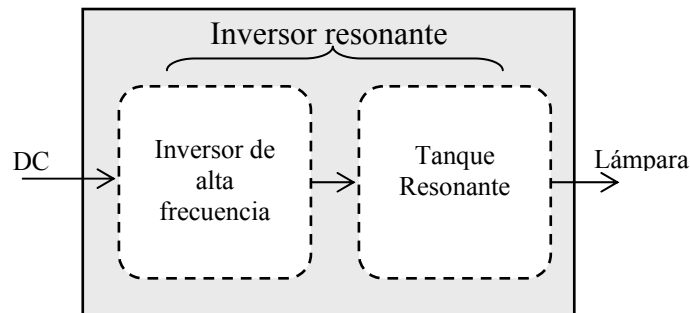 Inversor resonante
DC
Inversor de
alta
frecuencia
Tanque
Resonante
Lámpara